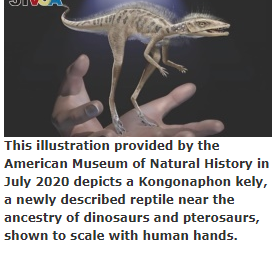 This illustration provided by the
American Museum of Natural History in
July 2020 depicts a Kongonaphon kely,
a newly described reptile near the
ancestry of dinosaurs and pterosaurs,
shown to scale with human hands.